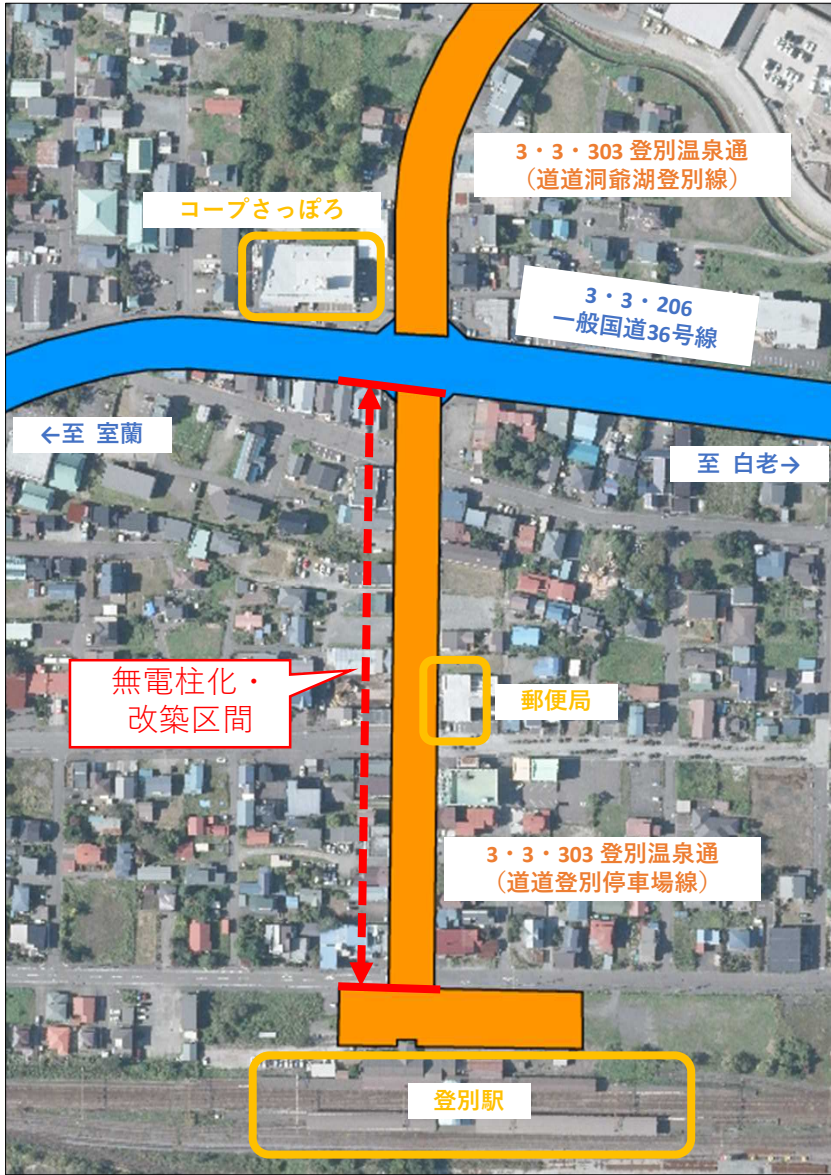 3・3・303 登別温泉通
（道道洞爺湖登別線）
コープさっぽろ
3・3・206
一般国道36号線
←至 室蘭
至 白老→
無電柱化・
改築区間
郵便局
3・3・303 登別温泉通
（道道登別停車場線）
登別駅